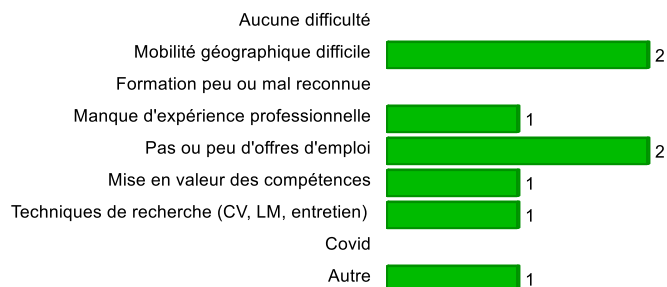 Aucune difficulté
Mobilité géographique difficile 2
Formation peu ou mal reconnue
Manque d'expérience professionnelle 1
Pas ou peu d'offres d'emploi 2
Mise en valeur des compétences 1
Techniques de recherche (CV, LM, entretien) 1
Covid
Autre 1